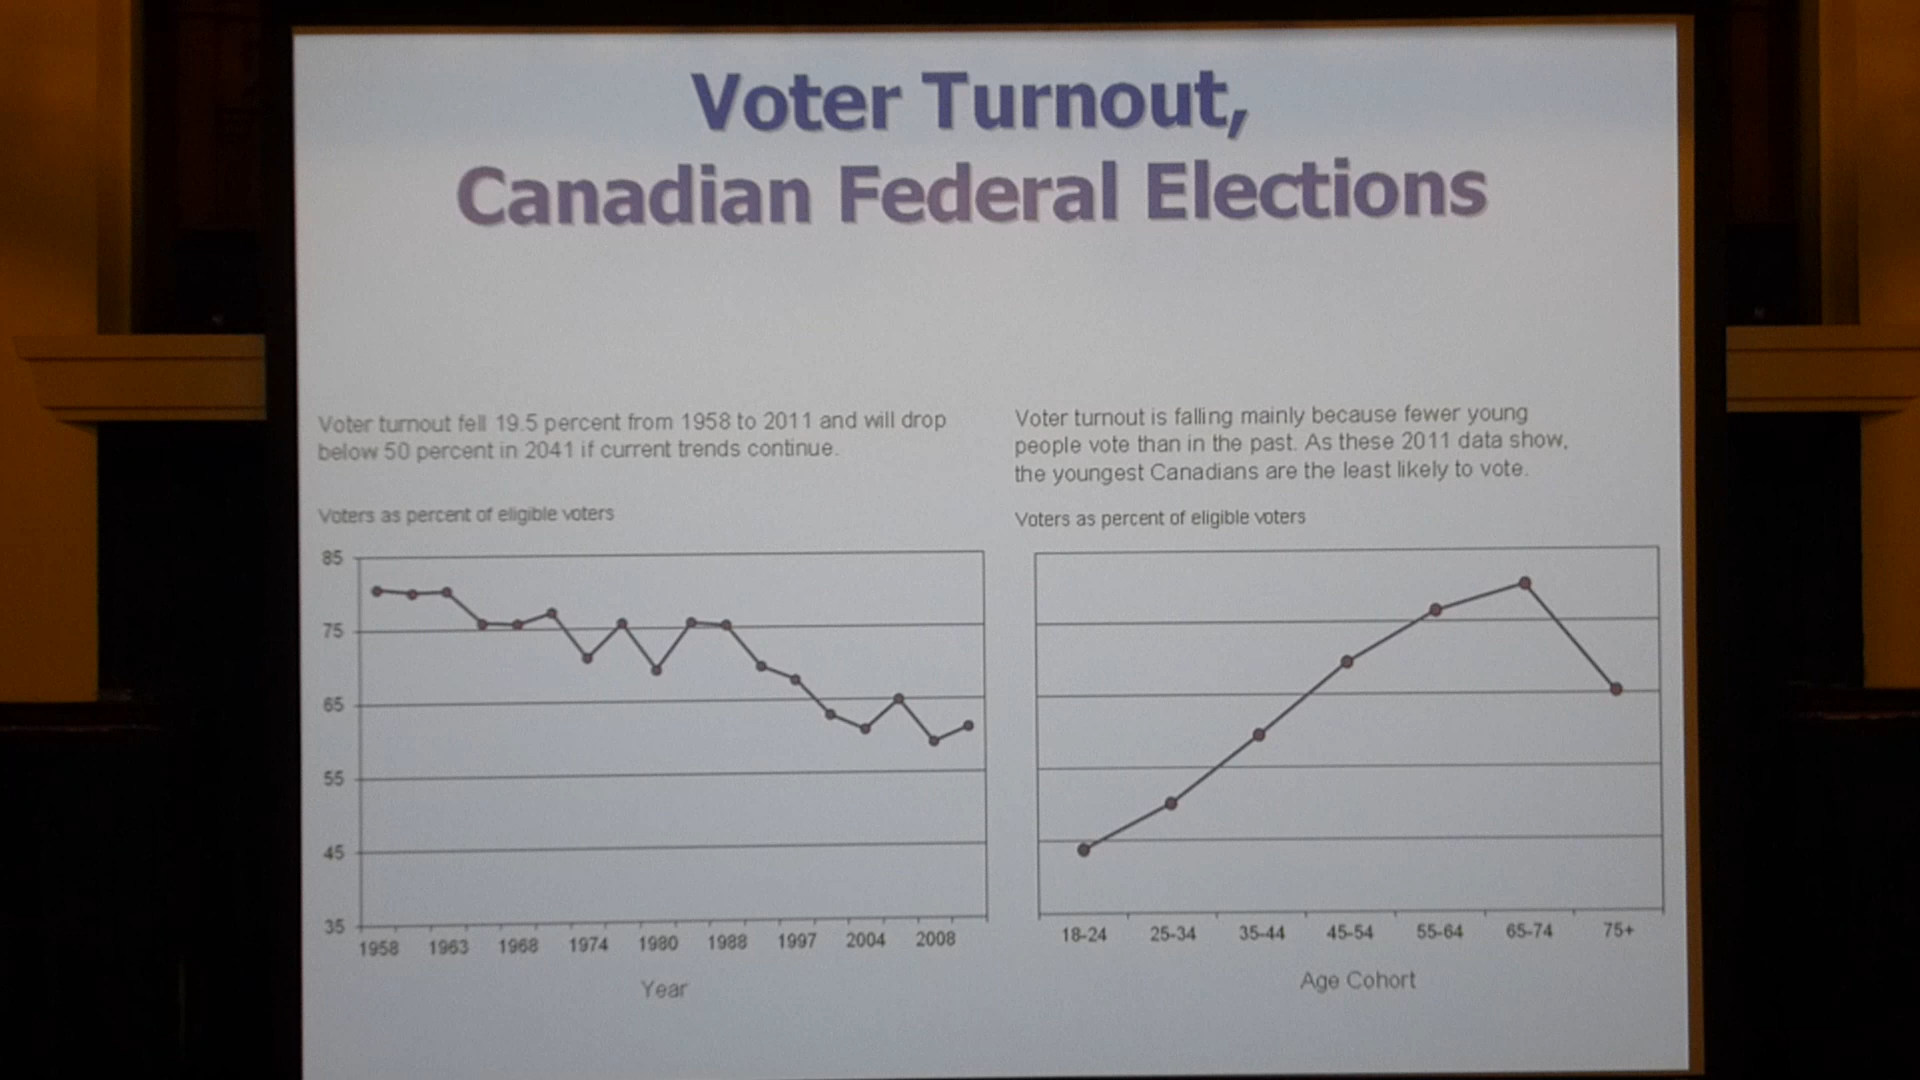 Voter Turnout,
Canadian Federal Elections
Voter turnout fell 19.5 percent from 1958 to 2011 and will drop
below 50 percent in 2041 if current trends continue.
Voters as percent of eligible voters
85
75
65
55
45
35
1958 1963 1968 1974 1980 1988 1997 2004 2008
Year
Voter turnout is falling mainly because fewer young
people vote than in the past. As these 2011 data show,
the youngest Canadians are the least likely to vote.
Voters as percent of eligible voters
18-24 25-34 35-44 45-54 55-64 65-74 75+
Age Cohort